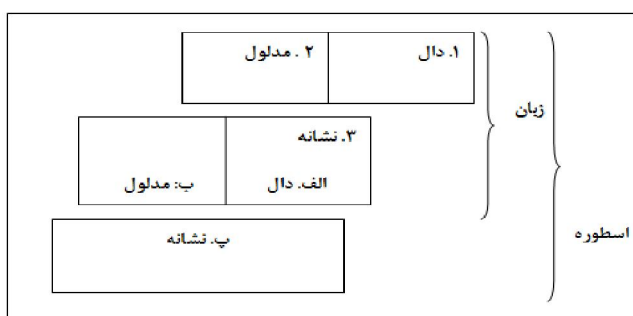 ۱. دال
۲ . مدلول
زبان
۳. نشانه
الف. دال
ب: مدلول
اسطوره
پ. نشانه